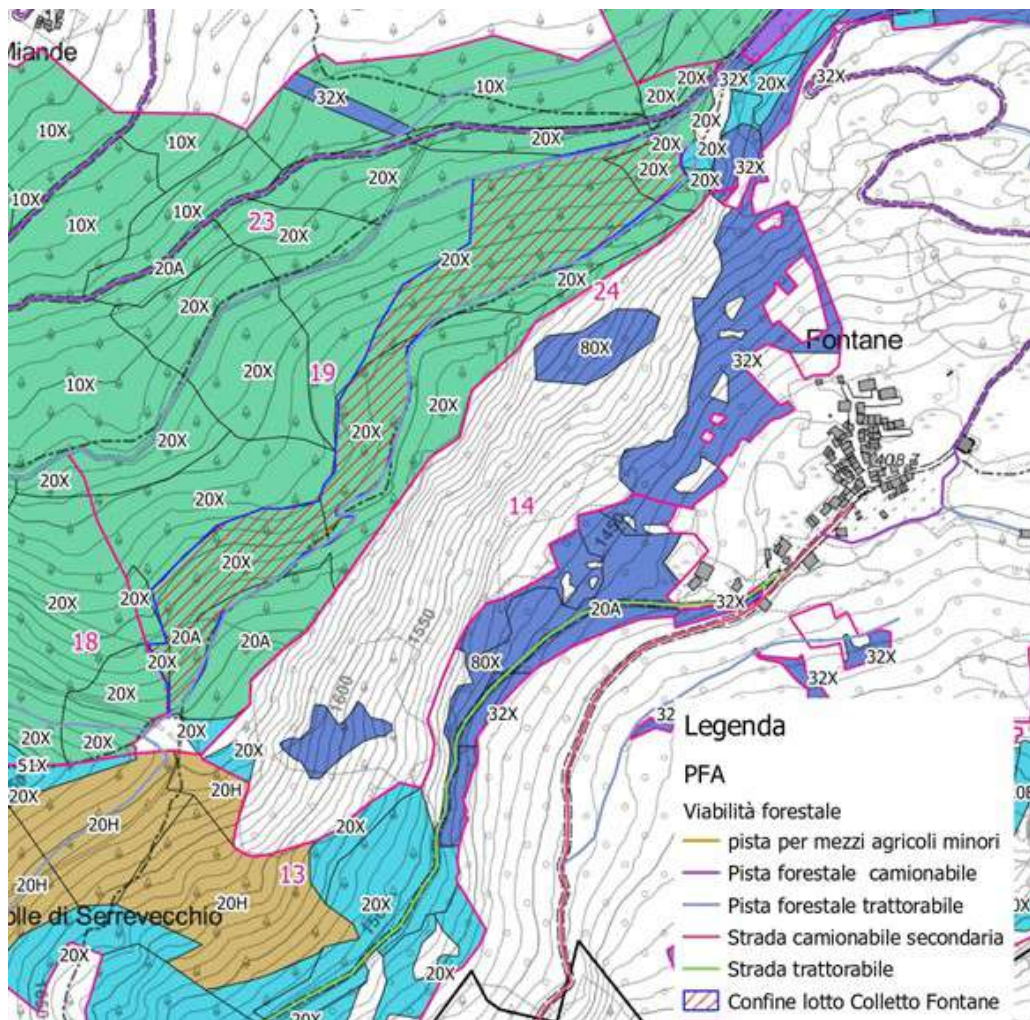 Miande
20X
32X
20X
32X
10X
32X
20X
10X
20X
20X
10X
20X
20X
20X
32X
20X
20X
10X
10X
10X
23
20X
20X
20A
20X
20X
24
20X
80X
32X
Fontane
10X
20X
19
20X
20X
20X
20X
20X
14
20X
20X
20X
20A
32X
18
20A
20A
20X
1550
80X
32X
32X
20X
1600
32X
32
20X
20X
20X
20X
51X
20X
20H
20X
20H
13
20H
20H
olle di Serrevecchio
20X
20X
20X
Legenda
PFA
Viabilità forestale
pista per mezzi agricoli minori
Pista forestale camionabile
Pista forestale trattorabile
Strada camionabile secondaria
Strada trattorabile
Confine lotto Colletto Fontane